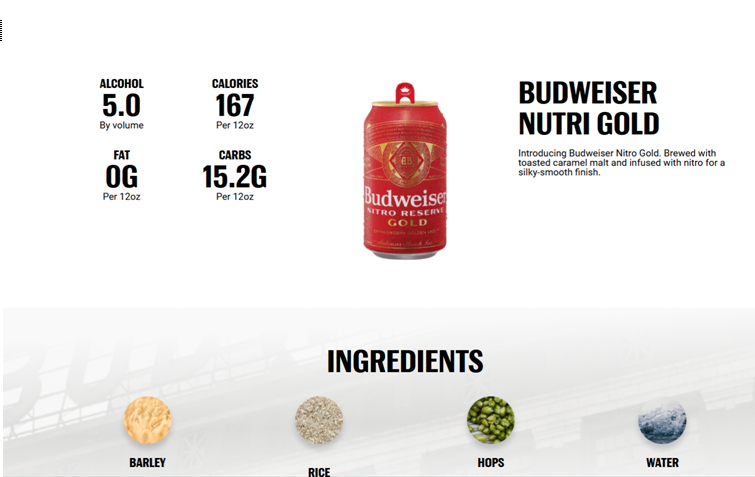 ALCOHOL
5.0
By volume
CALORIES
167
Per 12oz
FAT
0G
Per 12oz
CARBS
15.2G
Per 12oz
Budweiser
NITRO RESERVE
GOLD
BUDWEISER
NUTRI GOLD
Introducing Budweiser Nitro Gold. Brewed with
toasted caramel malt and infused with nitro for a
silky-smooth finish.
INGREDIENTS
BARLEY
RICE
HOPS
WATER